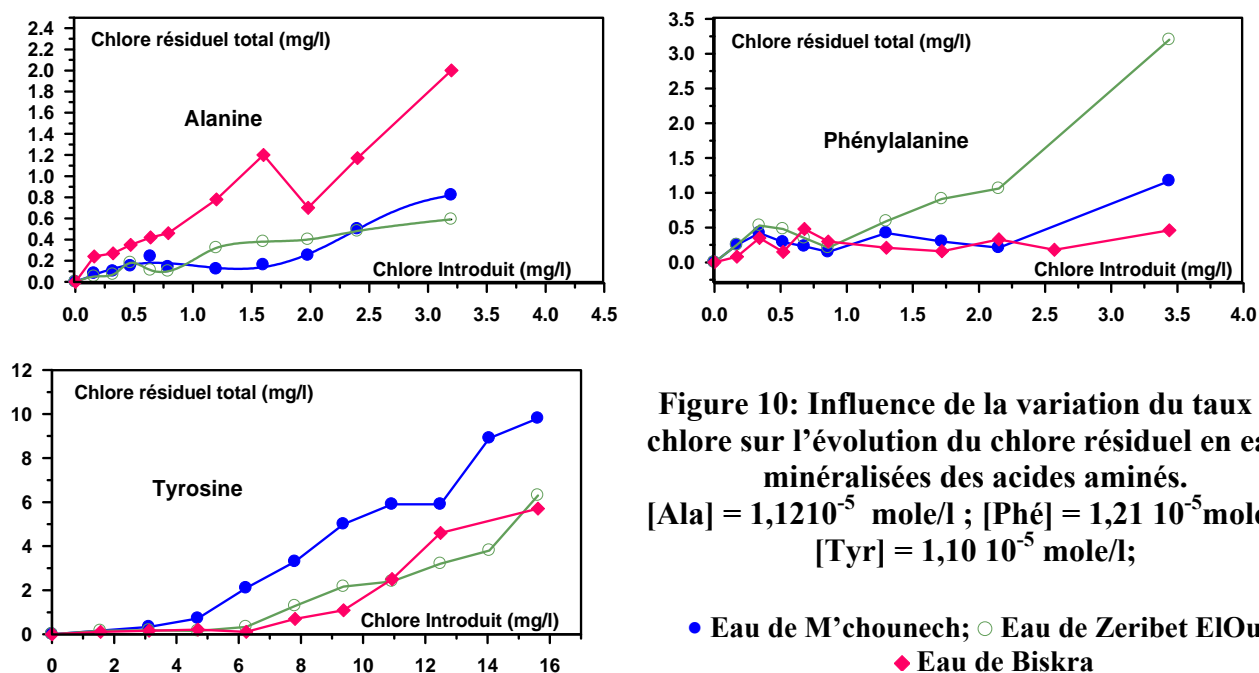 Chlore résiduel total (mg/l)
Alanine
Chlore Introduit (mg/l)
2.4
2.2
2.0
1.8
1.6
1.4
1.2
1.0
0.8
0.6
0.4
0.2
0.0
0.0 0.5 1.0 1.5 2.0 2.5 3.0 3.5 4.0 4.5
Chlore résiduel total (mg/l)
Phénylalanine
Chlore Introduit (mg/l)
3.5
3.0
2.5
2.0
1.5
1.0
0.5
0.0
0.0 0.5 1.0 1.5 2.0 2.5 3.0 3.5 4.0
Chlore résiduel total (mg/l)
Tyrosine
Chlore Introduit (mg/l)
12
10
8
6
4
2
0
0 2 4 6 8 10 12 14 16
Figure 10: Influence de la variation du taux
chlore sur l’évolution du chlore résiduel en ea
minéralisées des acides aminés.
[Ala] = 1,1210⁻⁵ mole/l ; [Phé] = 1,21 10⁻⁵mole
[Tyr] = 1,10 10⁻⁵ mole/l;
Eau de M’chounech; Eau de Zeribet ElOu
Eau de Biskra